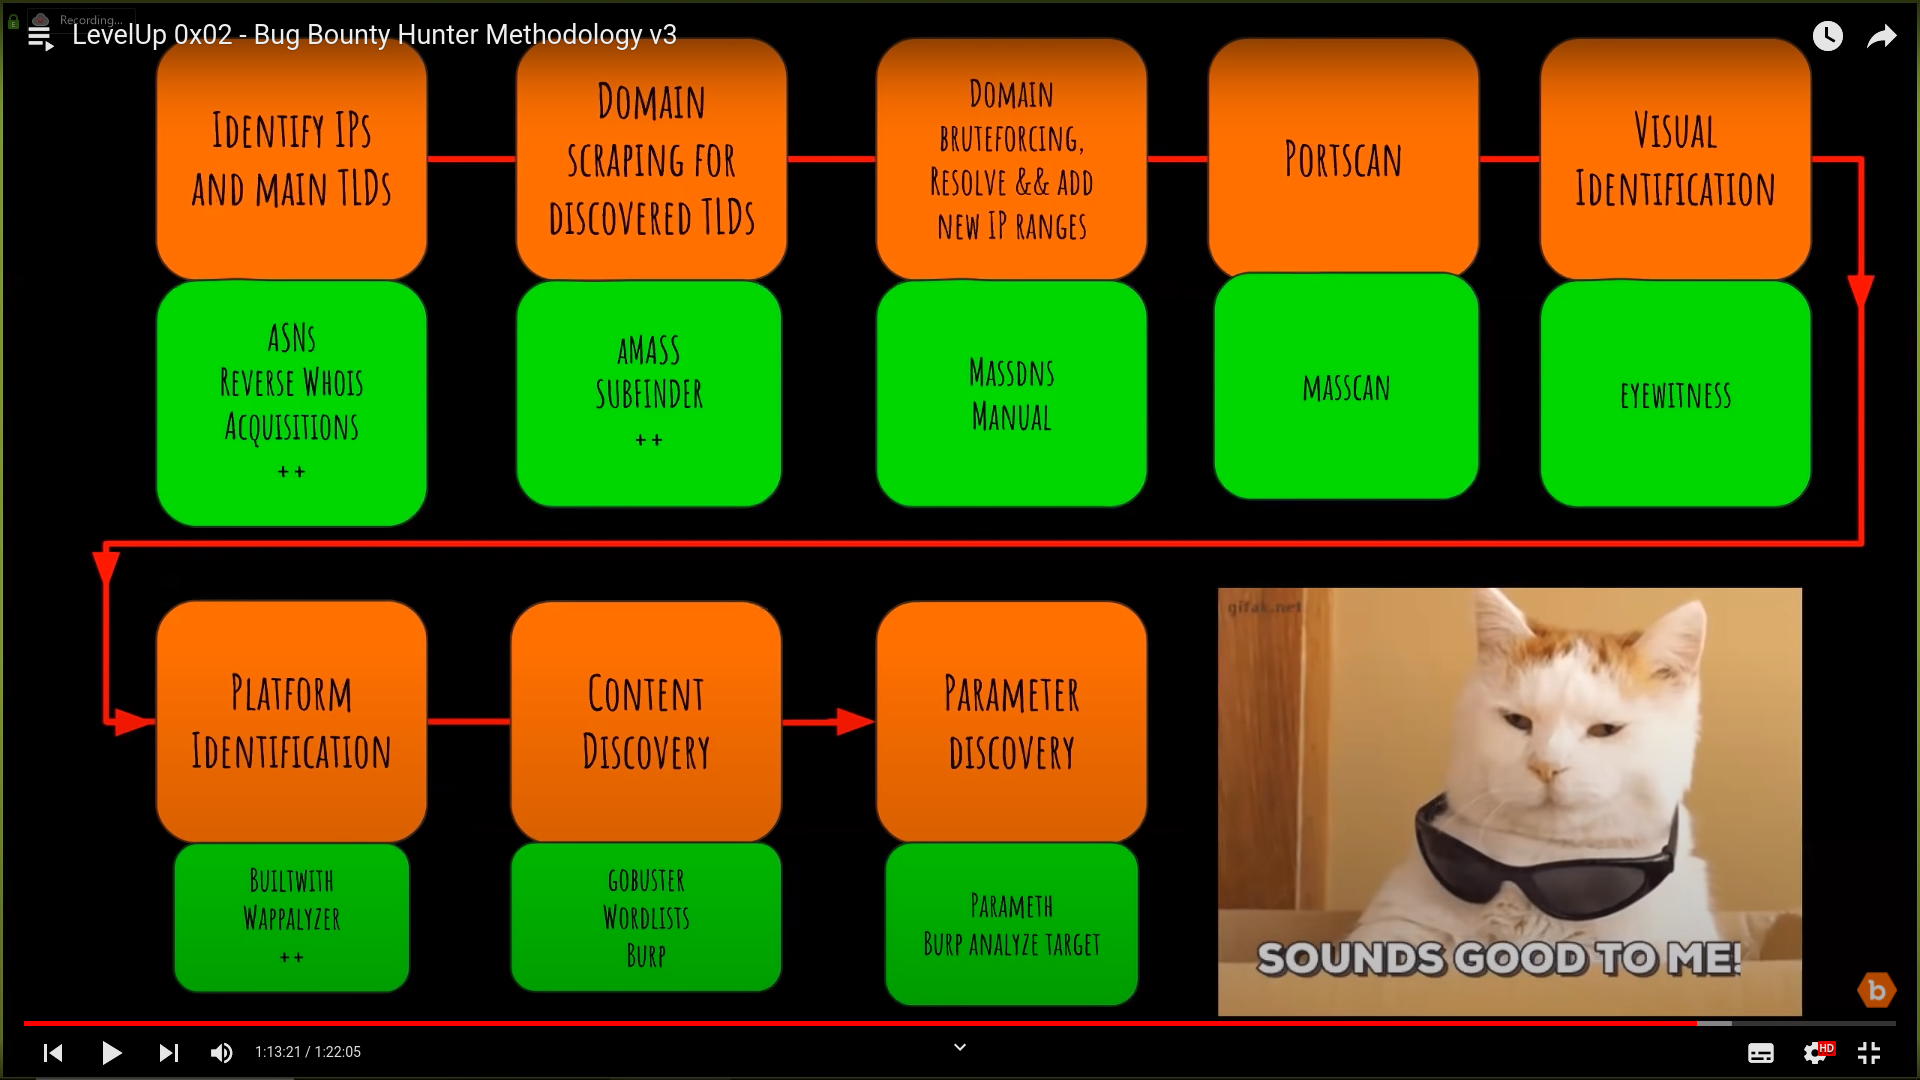 Recording...
LevelUp 0x02 - Bug Bounty Hunter Methodology v3
Identify IPs
and main TLDs
Domain
scraping for
discovered TLDs
Domain
bruteforcing,
Resolve && add
new IP ranges
Portscan
Visual
Identification
ASNs
Reverse Whois
Acquisitions
++
aMASS
SUBFINDER
++
Massdns
Manual
masscan
eyewitness
Platform
Identification
Content
Discovery
Parameter
discovery
Builtwith
Wappalyzer
++
gobuster
Wordlists
Burp
Parameth
Burp analyze target
gifak.net
SOUNDS GOOD TO ME!
b
1:13:21 / 1:22:05
HD